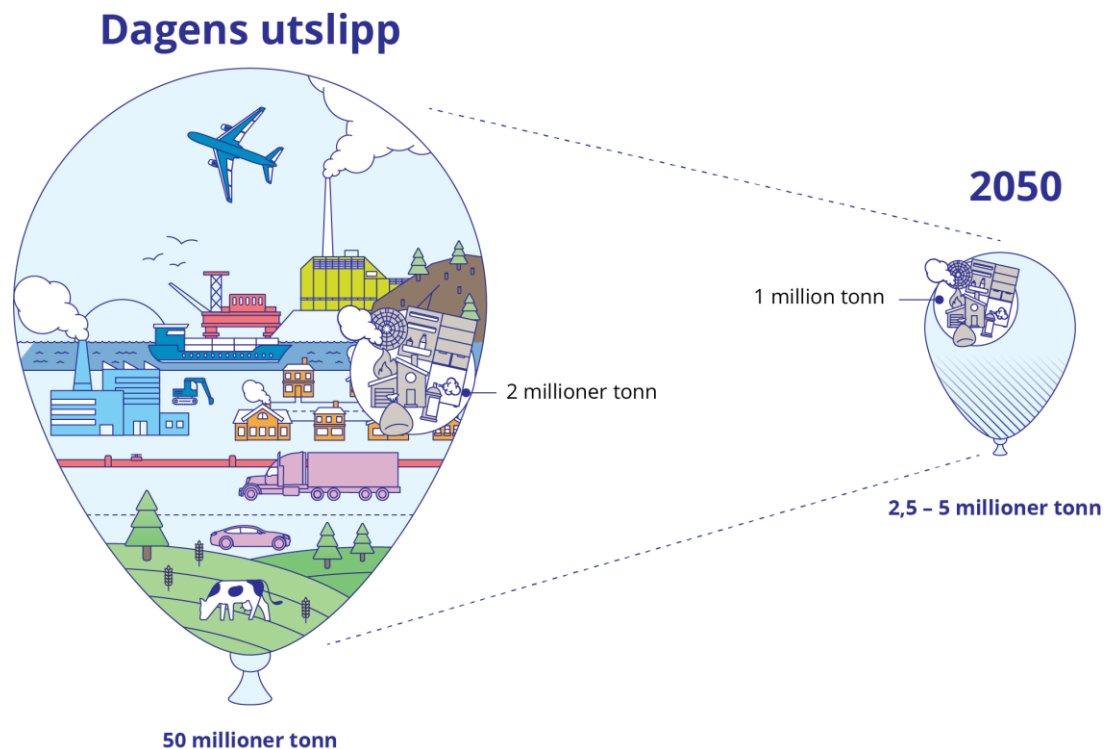 Dagens utslipp
2050
1 million tonn
2 millioner tonn
2,5 – 5 millioner tonn
50 millioner tonn